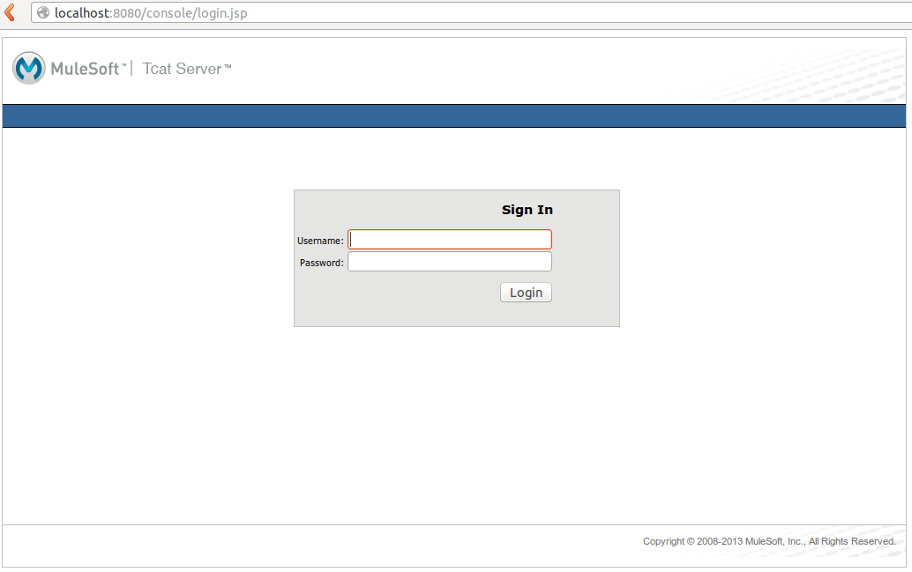 localhost:8080/console/login.jsp
MuleSoft™ | Tcat Server™
Sign In
Username:
Password:
Login
Copyright © 2008-2013 MuleSoft, Inc., All Rights Reserved.